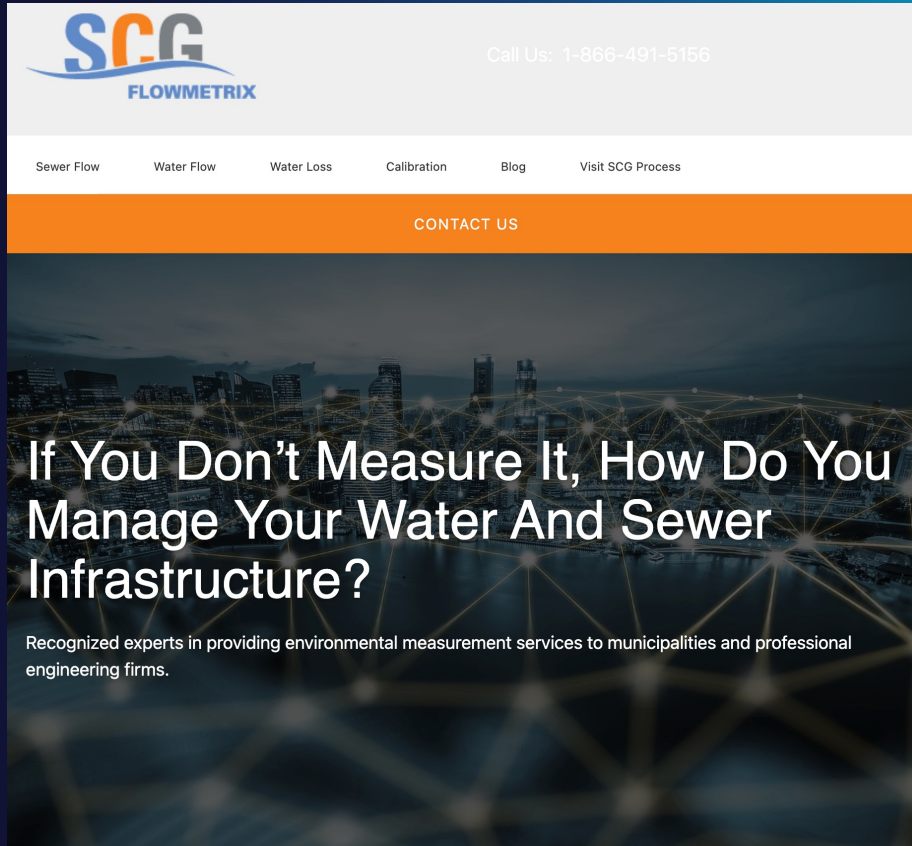 SCG
FLOWMETRIX
Call Us: 1-866-491-5156
Sewer Flow
Water Flow
Water Loss
Calibration
Blog
Visit SCG Process
CONTACT US
If You Don’t Measure It, How Do You
Manage Your Water And Sewer
Infrastructure?
Recognized experts in providing environmental measurement services to municipalities and professional
engineering firms.